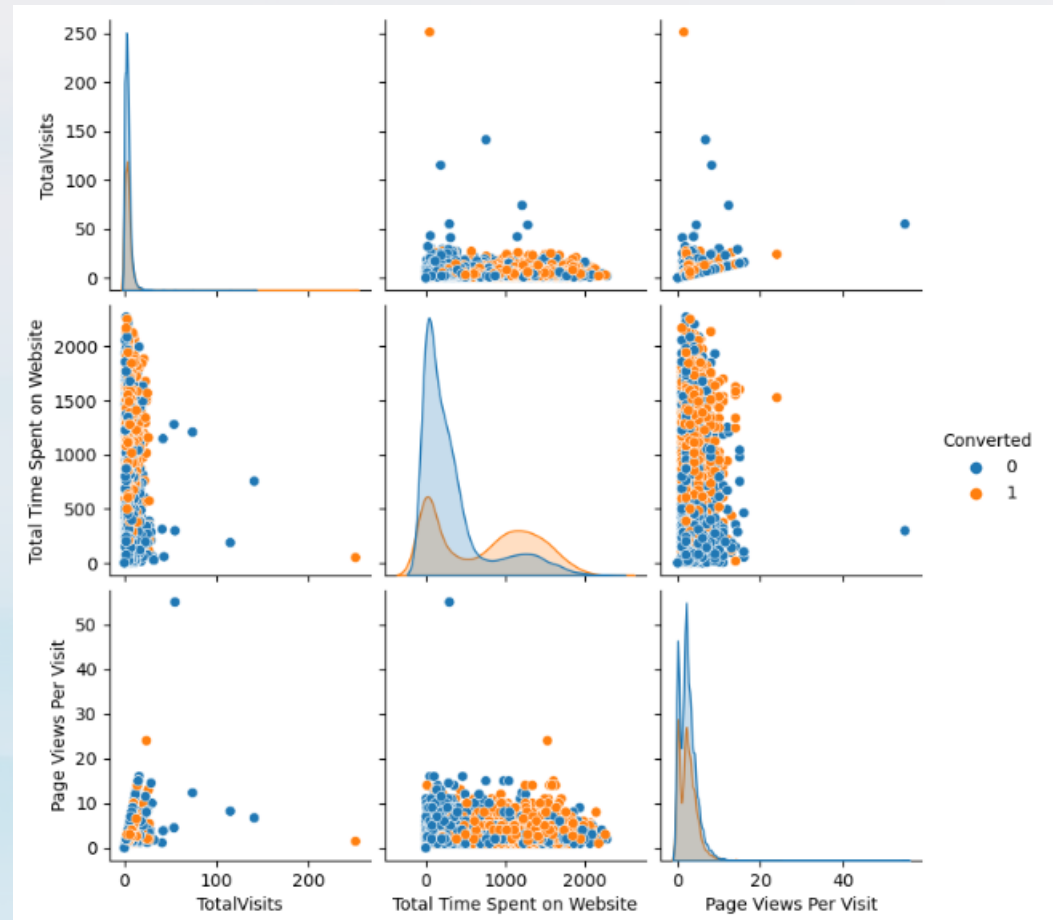 250
200
150
100
50
0
TotalVisits
2000
1500
1000
500
0
Total Time Spent on Website
Converted
0
1
50
40
30
20
10
0
Page Views Per Visit
0 100 200
TotalVisits
0 1000 2000
Total Time Spent on Website
0 20 40
Page Views Per Visit